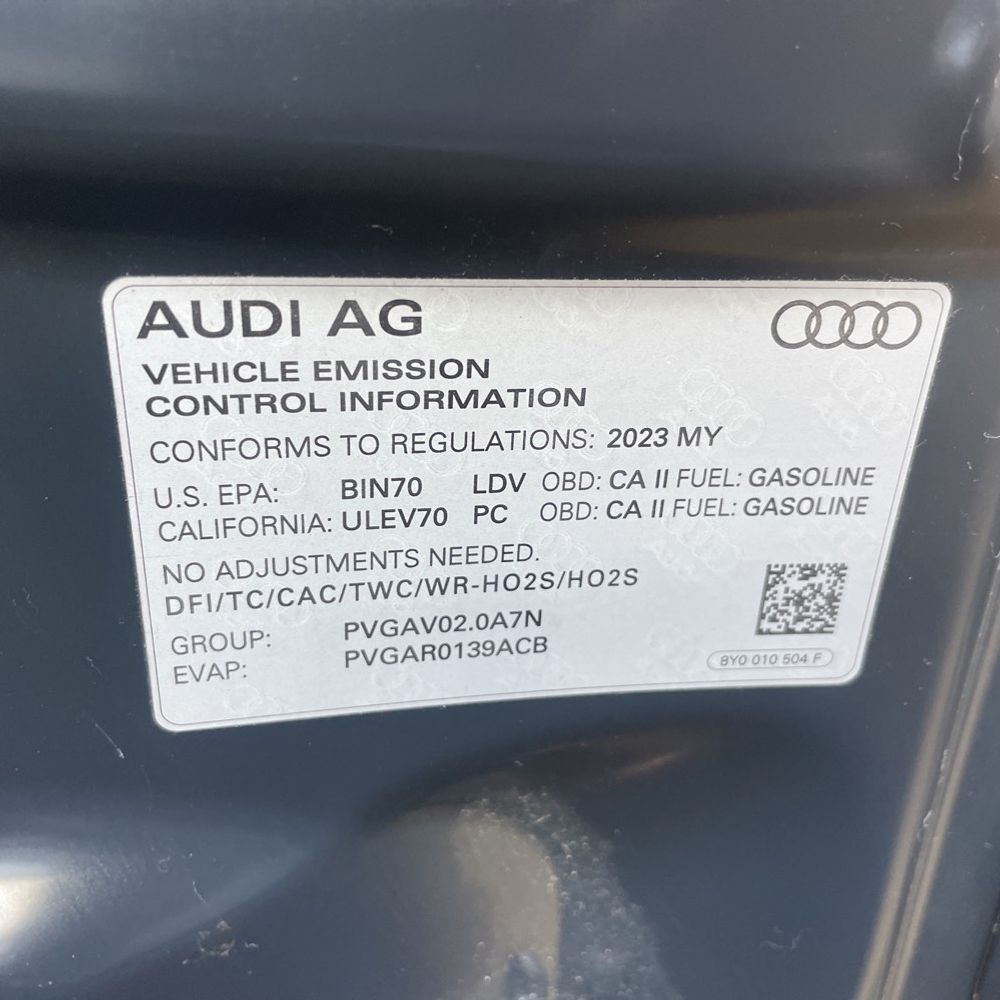 AUDI AG
VEHICLE EMISSION
CONTROL INFORMATION
CONFORMS TO REGULATIONS: 2023 MY
U.S. EPA: BIN70 LDV OBD: CA II FUEL: GASOLINE
CALIFORNIA: ULEV70 PC OBD: CA II FUEL: GASOLINE
NO ADJUSTMENTS NEEDED.
DFI/TC/CAC/TWC/WR-HO2S/HO2S
GROUP: PVGAV02.0A7N
EVAP: PVGAR0139ACB
8Y0 010 504 F